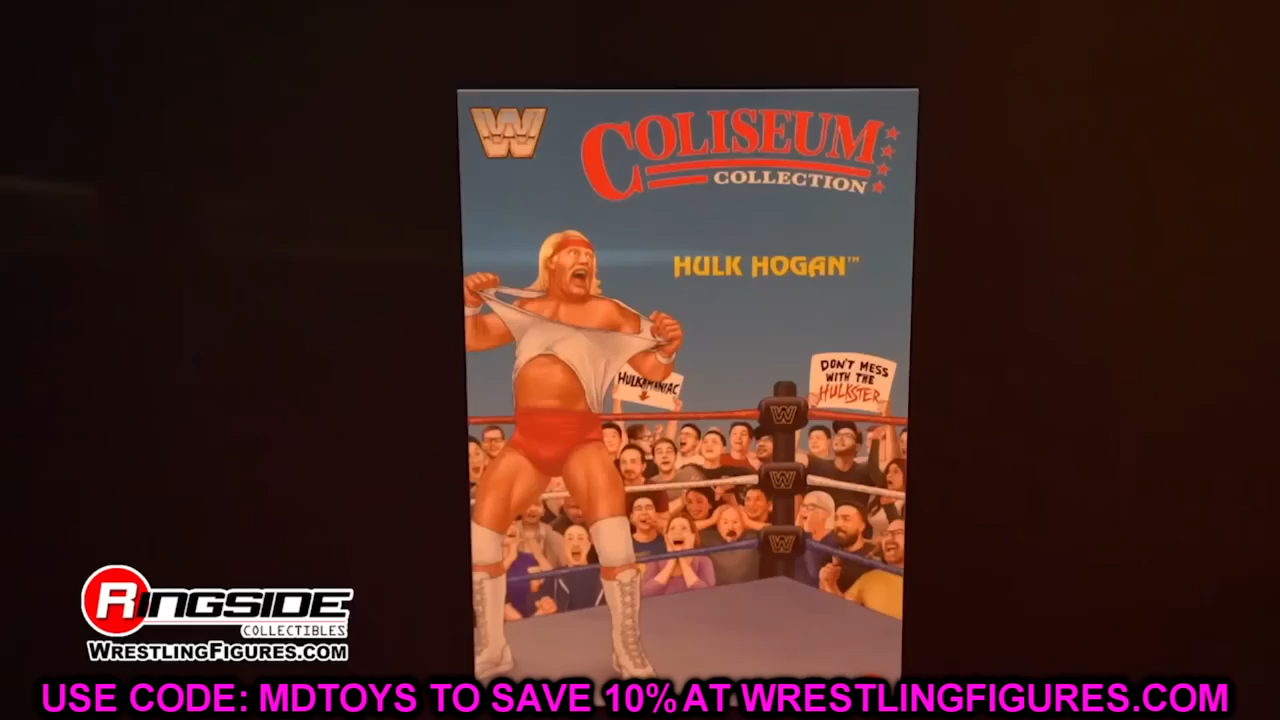 W
COLISEUM
COLLECTION
HULK HOGAN™
HULKAMANIAC
DON'T MESS
WITH THE
HULKSTER
W
W
W
RINGSIDE
COLLECTIBLES
WRESTLINGFIGURES.COM
USE CODE: MDTOYS TO SAVE 10% AT WRESTLINGFIGURES.COM